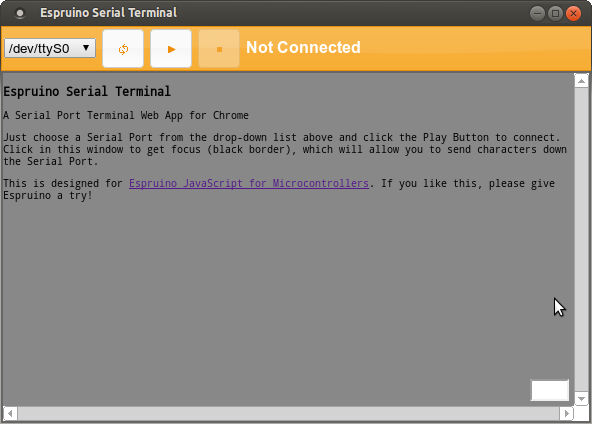 Espruino Serial Terminal
/dev/ttyS0
Not Connected
Espruino Serial Terminal
A Serial Port Terminal Web App for Chrome
Just choose a Serial Port from the drop-down list above and click the Play Button to connect.
Click in this window to get focus (black border), which will allow you to send characters down
the Serial Port.
This is designed for Espruino JavaScript for Microcontrollers. If you like this, please give
Espruino a try!